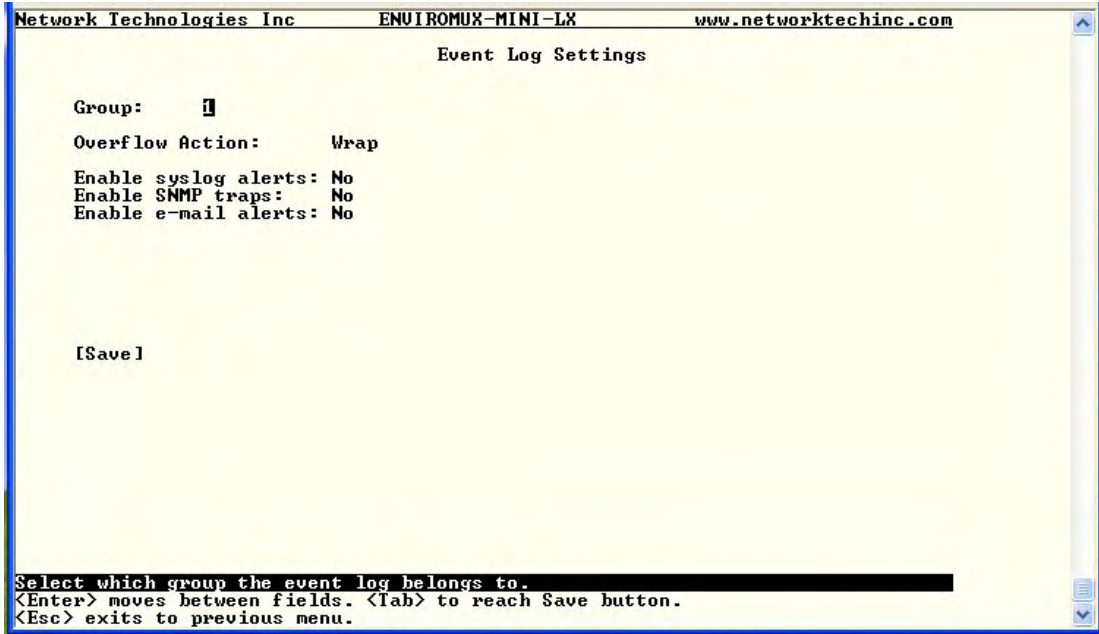 Network Technologies Inc ENVIROMUX-MINI-LX www.networktechinc.com
Event Log Settings
Group: 1
Overflow Action: Wrap
Enable syslog alerts: No
Enable SNMP traps: No
Enable e-mail alerts: No
[Save]
Select which group the event log belongs to.
<Enter> moves between fields. <Tab> to reach Save button.
<Esc> exits to previous menu.